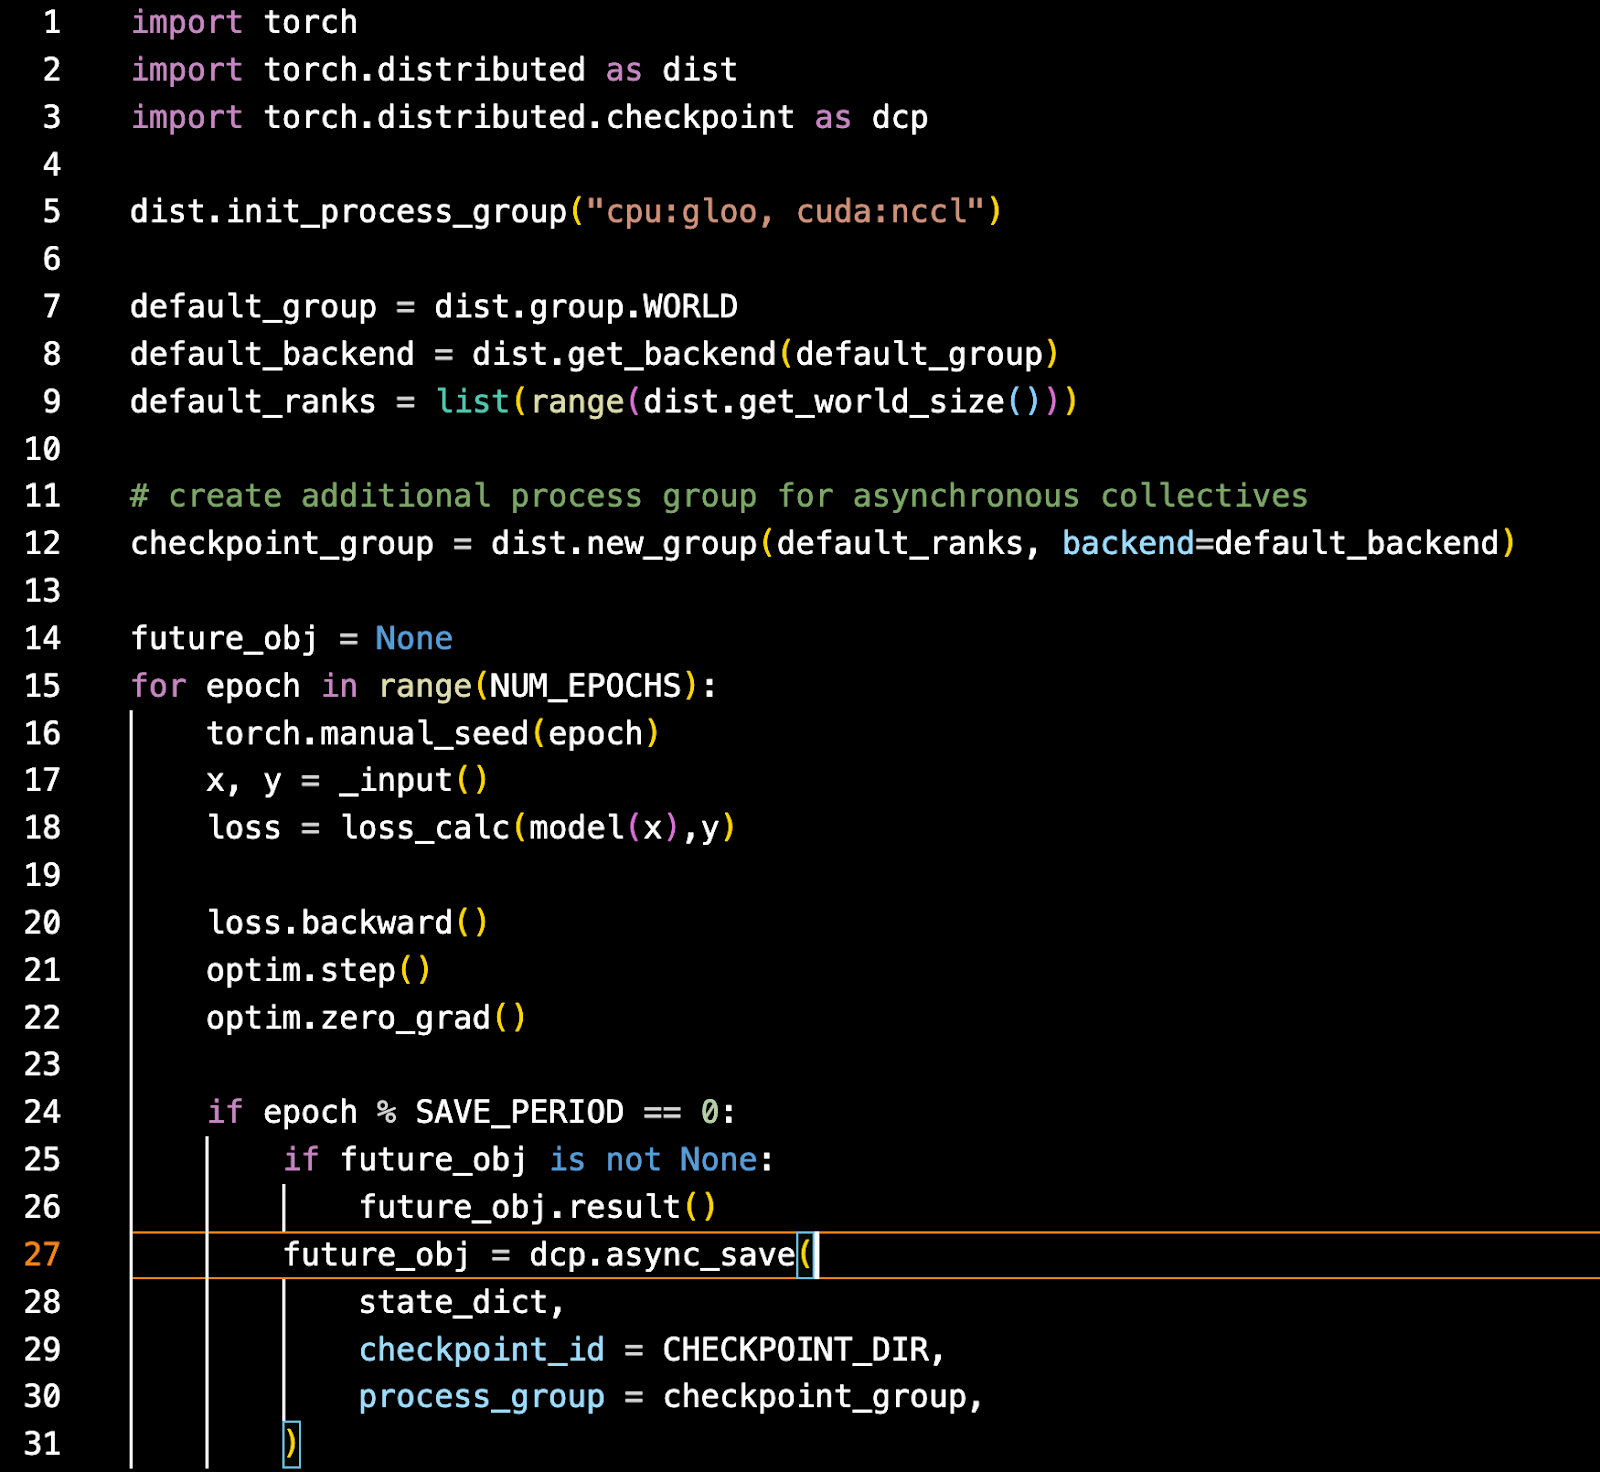 1 import torch
2 import torch.distributed as dist
3 import torch.distributed.checkpoint as dcp
4
5 dist.init_process_group("cpu:gloo, cuda:nccl")
6
7 default_group = dist.group.WORLD
8 default_backend = dist.get_backend(default_group)
9 default_ranks = list(range(dist.get_world_size()))
10
11 # create additional process group for asynchronous collectives
12 checkpoint_group = dist.new_group(default_ranks, backend=default_backend)
13
14 future_obj = None
15 for epoch in range(NUM_EPOCHS):
16     torch.manual_seed(epoch)
17     x, y = _input()
18     loss = loss_calc(model(x),y)
19
20     loss.backward()
21     optim.step()
22     optim.zero_grad()
23
24     if epoch % SAVE_PERIOD == 0:
25         if future_obj is not None:
26             future_obj.result()
27         future_obj = dcp.async_save(
28             state_dict,
29             checkpoint_id = CHECKPOINT_DIR,
30             process_group = checkpoint_group,
31         )